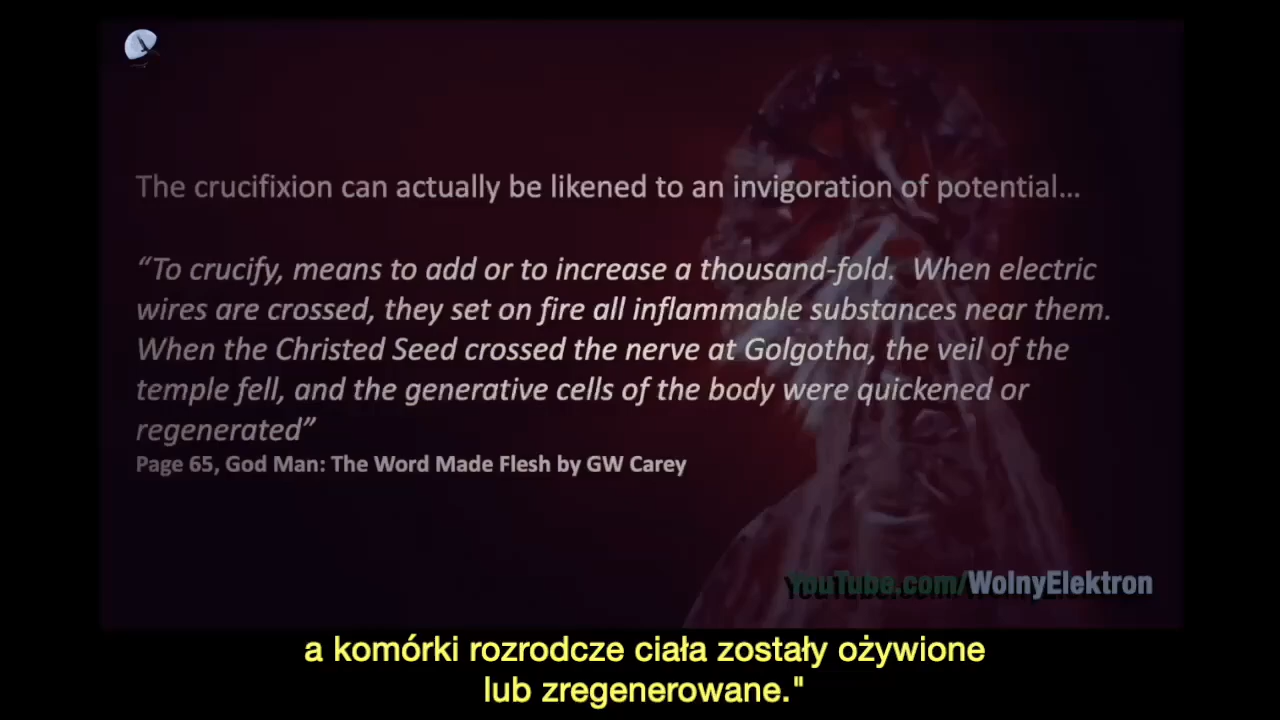 The crucifixion can actually be likened to an invigoration of potential…
“To crucify, means to add or to increase a thousand-fold.  When electric
wires are crossed, they set on fire all inflammable substances near them.
When the Christed Seed crossed the nerve at Golgotha, the veil of the
temple fell, and the generative cells of the body were quickened or
regenerated”
Page 65, God Man: The Word Made Flesh by GW Carey
YouTube.com/WolnyElektron
a komórki rozrodcze ciała zostały ożywione
lub zregenerowane."